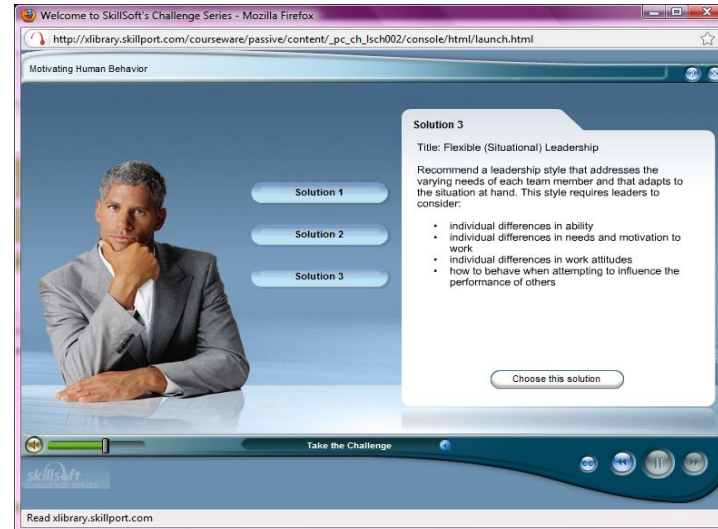 Welcome to SkillSoft's Challenge Series - Mozilla Firefox
http://xlibrary.skillport.com/courseware/passive/content/_pc_ch_lsch002/console/html/launch.html
Motivating Human Behavior
?
Solution 1
Solution 2
Solution 3
Solution 3
Title: Flexible (Situational) Leadership
Recommend a leadership style that addresses the
varying needs of each team member and that adapts to
the situation at hand. This style requires leaders to
consider:
• individual differences in ability
• individual differences in needs and motivation to
work
• individual differences in work attitudes
• how to behave when attempting to influence the
performance of others
Choose this solution
Take the Challenge
CC
skillsoft
CHALLENGE SERIES
Read xlibrary.skillport.com